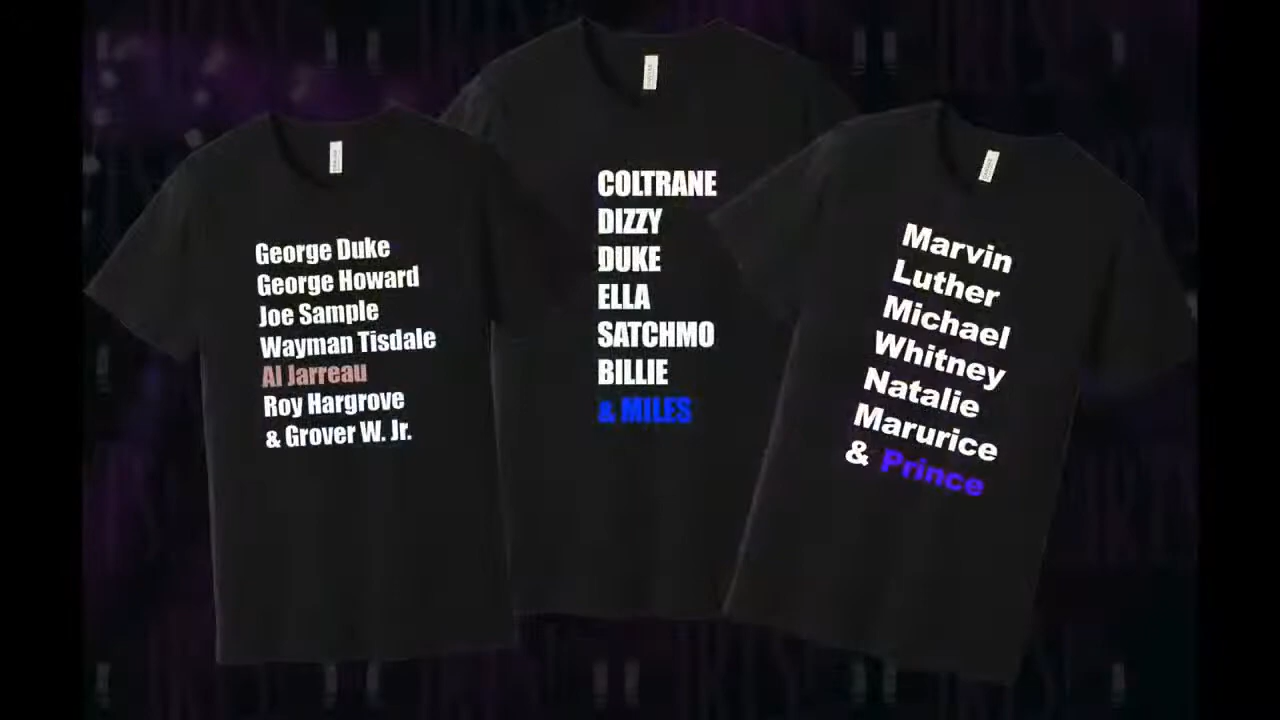 George Duke
George Howard
Joe Sample
Wayman Tisdale
Al Jarreau
Roy Hargrove
& Grover W. Jr.
COLTRANE
DIZZY
DUKE
ELLA
SATCHMO
BILLIE
& MILES
Marvin
Luther
Michael
Whitney
Natalie
Marurice
& Prince